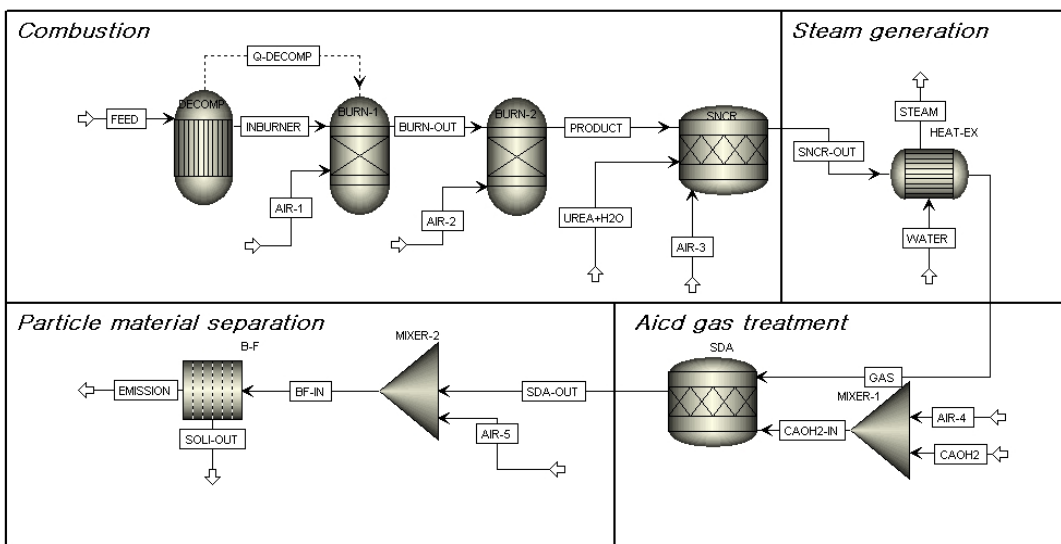 Combustion
Q-DECOMP
DECOMP
BURN-1
BURN-2
SNCR
FEED
INBURNER
BURN-OUT
PRODUCT
SNCR-OUT
AIR-1
AIR-2
UREA+H2O
AIR-3
Steam generation
STEAM
HEAT-EX
WATER
Particle material separation
B-F
MIXER-2
EMISSION
BF-IN
SDA-OUT
SOLI-OUT
AIR-5
Aicd gas treatment
SDA
GAS
MIXER-1
AIR-4
CAOH2-IN
CAOH2